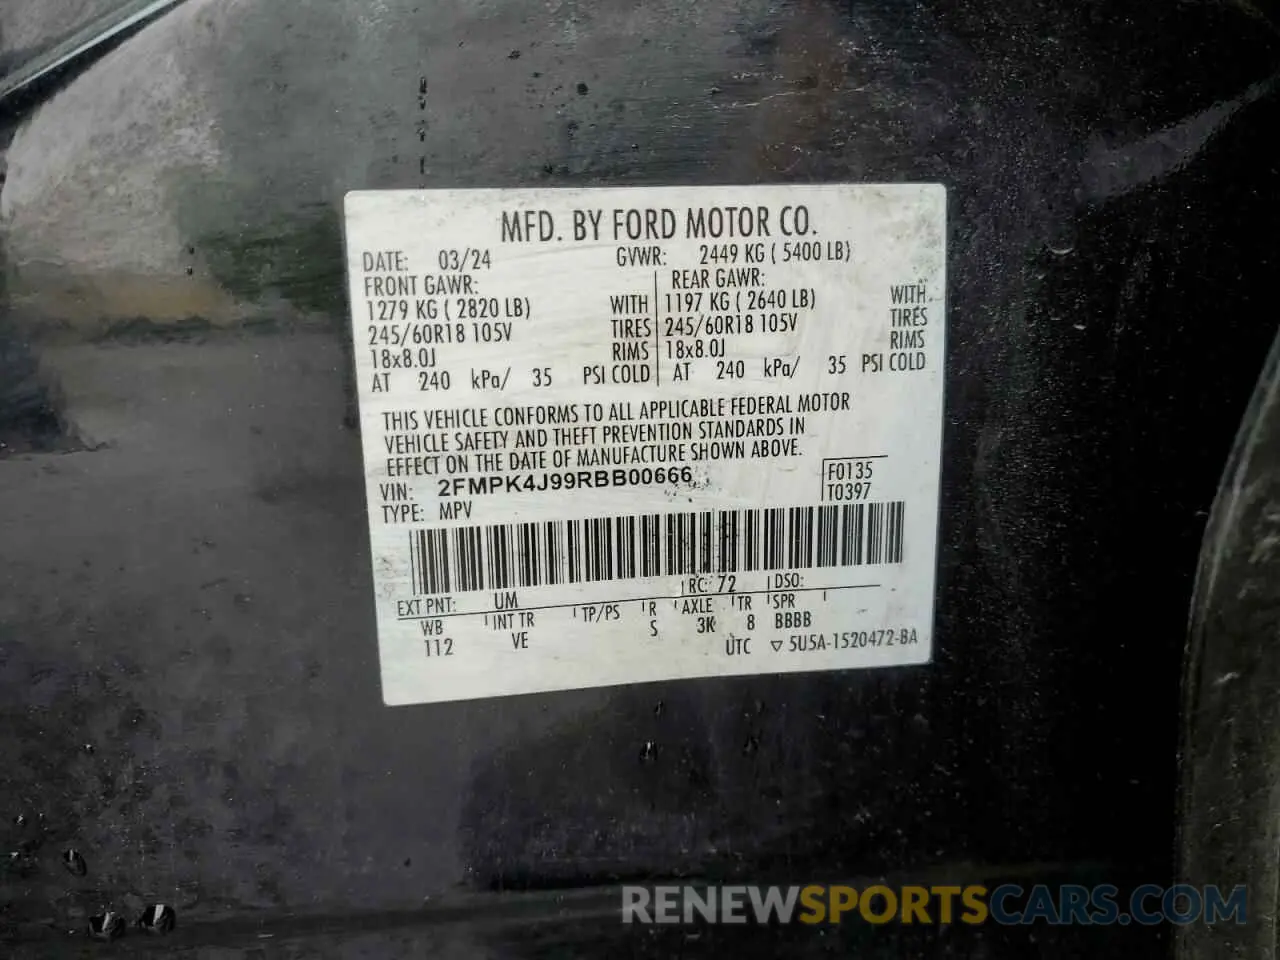 MFD. BY FORD MOTOR CO.
DATE: 03/24 GVWR: 2449 KG ( 5400 LB)
FRONT GAWR: REAR GAWR:
1279 KG ( 2820 LB) WITH 1197 KG ( 2640 LB) WITH
245/60R18 105V TIRES 245/60R18 105V TIRES
18x8.0J RIMS 18x8.0J RIMS
AT 240 kPa/ 35 PSI COLD AT 240 kPa/ 35 PSI COLD
THIS VEHICLE CONFORMS TO ALL APPLICABLE FEDERAL MOTOR
VEHICLE SAFETY AND THEFT PREVENTION STANDARDS IN
EFFECT ON THE DATE OF MANUFACTURE SHOWN ABOVE.
VIN: 2FMPK4J99RBB00666 F0135
TYPE: MPV T0397
EXT PNT: UM RC: 72 DSO:
WB INT TR TP/PS R AXLE TR SPR
112 VE S 3K 8 BBBB
UTC ▽ 5U5A-1520472-BA
RENEWSPORTSCARS.COM